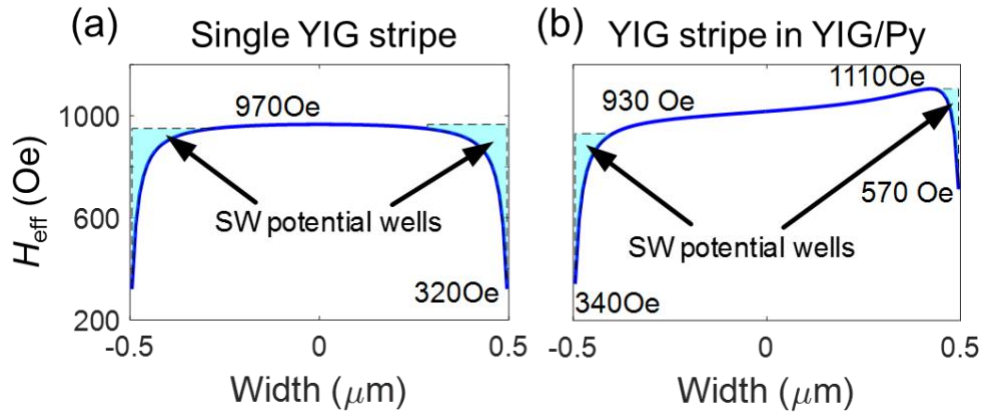 (a) Single YIG stripe
(b) YIG stripe in YIG/Py
H_eff (Oe)
1000
600
200
970Oe
SW potential wells
320Oe
-0.5
0
0.5
Width (μm)
1110Oe
930 Oe
570 Oe
SW potential wells
340Oe
-0.5
0
0.5
Width (μm)